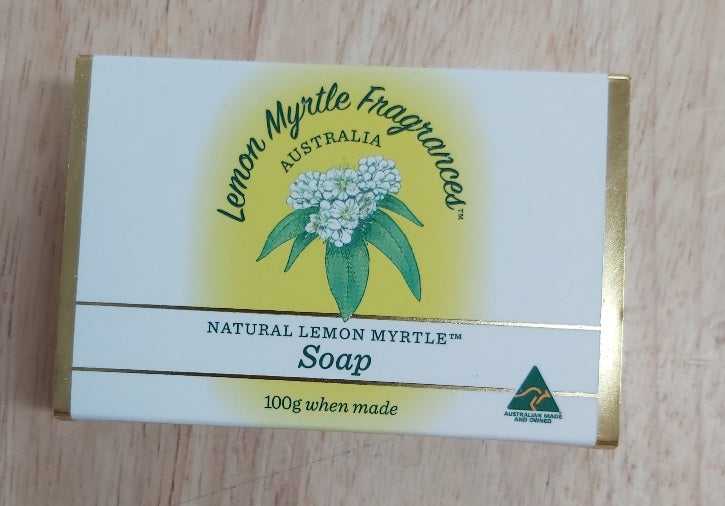 Lemon Myrtle Fragrances™
AUSTRALIA
NATURAL LEMON MYRTLE™
Soap
100g when made
AUSTRALIAN MADE
AND OWNED